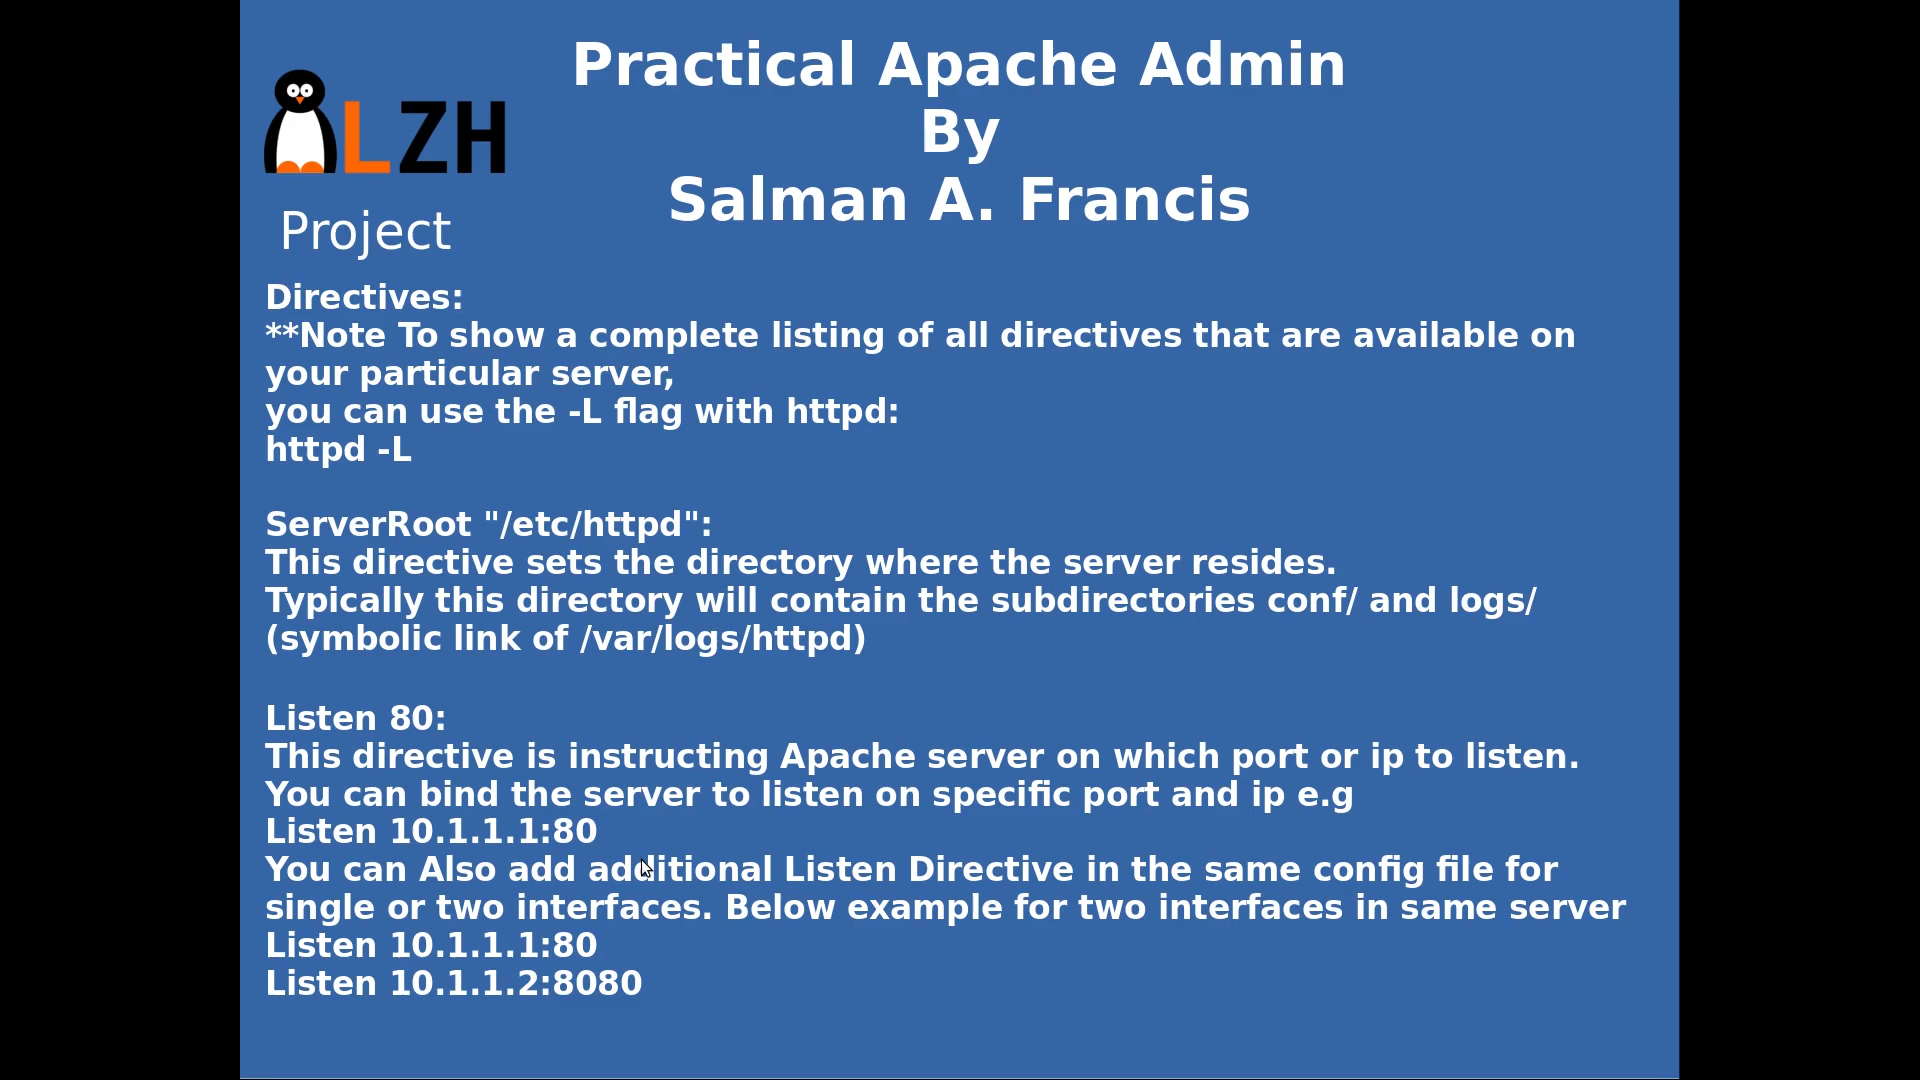 Practical Apache Admin
By
Salman A. Francis
LZH
Project
Directives:
**Note To show a complete listing of all directives that are available on
your particular server,
you can use the -L flag with httpd:
httpd -L
ServerRoot "/etc/httpd":
This directive sets the directory where the server resides.
Typically this directory will contain the subdirectories conf/ and logs/
(symbolic link of /var/logs/httpd)
Listen 80:
This directive is instructing Apache server on which port or ip to listen.
You can bind the server to listen on specific port and ip e.g
Listen 10.1.1.1:80
You can Also add additional Listen Directive in the same config file for
single or two interfaces. Below example for two interfaces in same server
Listen 10.1.1.1:80
Listen 10.1.1.2:8080